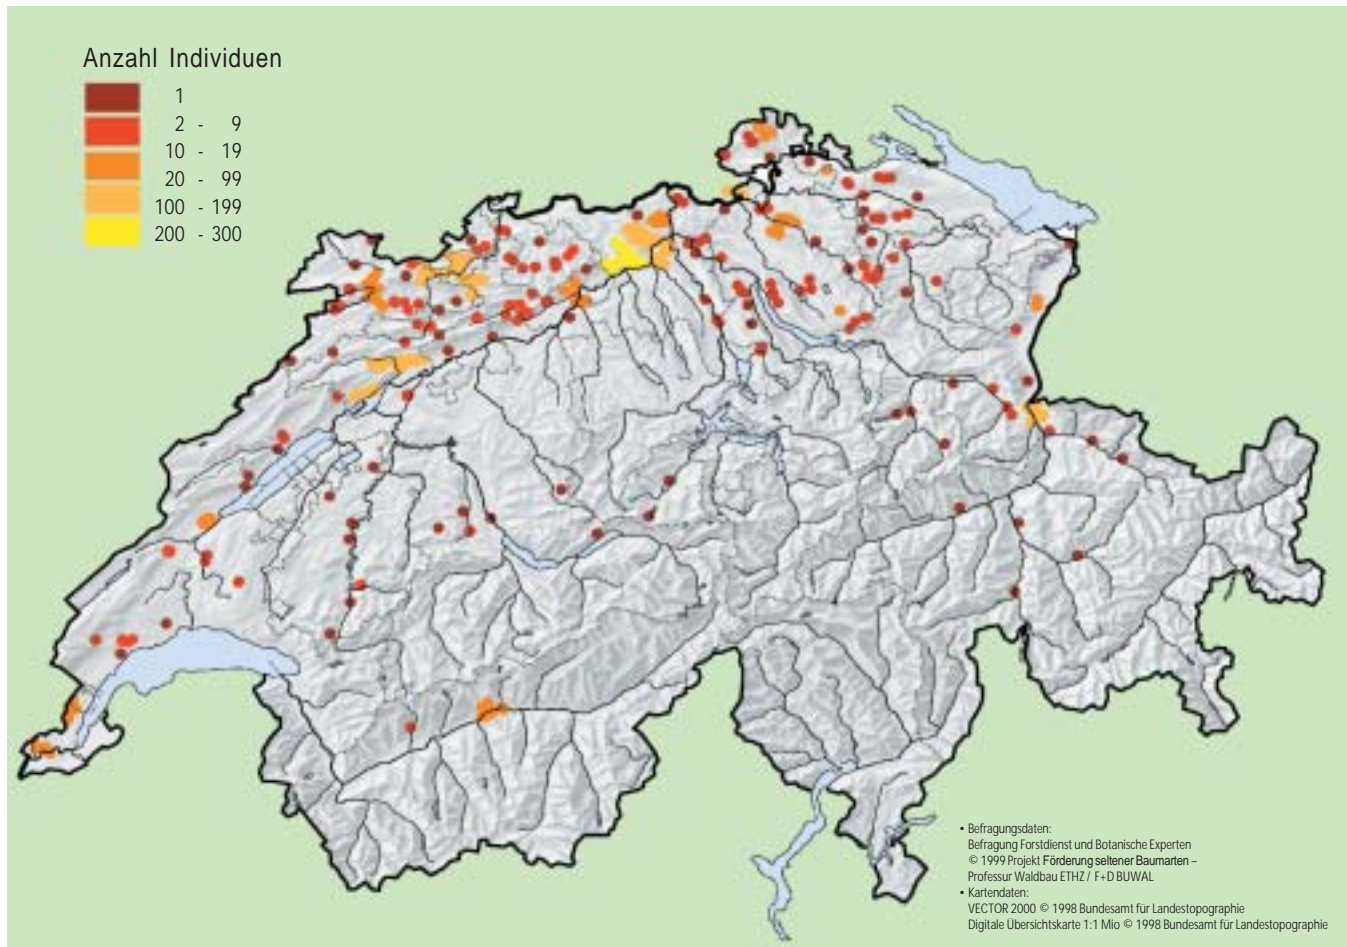 Anzahl Individuen
1
2 - 9
10 - 19
20 - 99
100 - 199
200 - 300
• Befragungsdaten:
Befragung Forstdienst und Botanische Experten
© 1999 Projekt Förderung seltener Baumarten –
Professur Waldbau ETHZ / F+D BUWAL
• Kartendaten:
VECTOR 2000 © 1998 Bundesamt für Landestopographie
Digitale Übersichtskarte 1:1 Mio © 1998 Bundesamt für Landestopographie